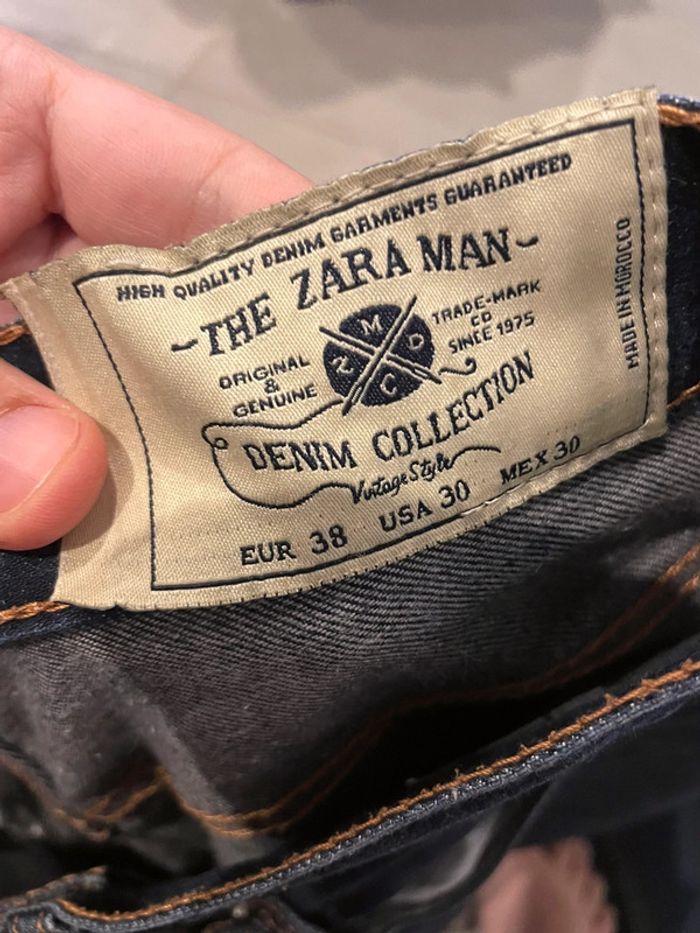 HIGH QUALITY DENIM GARMENTS GUARANTEED
-THE ZARA MAN-
ORIGINAL
&
GENUINE
Z M D C
TRADE-MARK
CO
SINCE 1975
DENIM COLLECTION
Vintage Style
EUR 38 USA 30 MEX 30
MADE IN MOROCCO